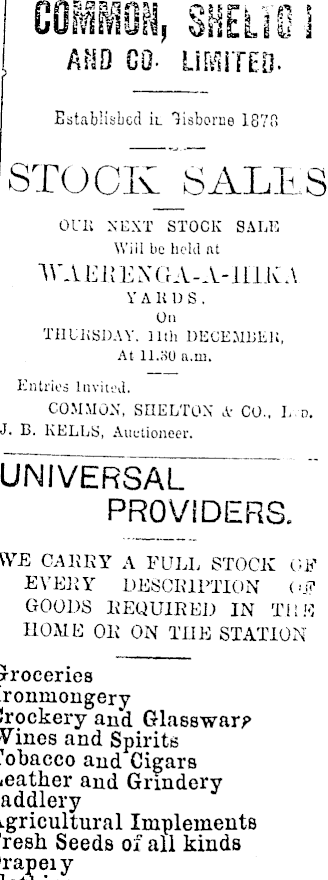 COMMON, SHELTON
AND CO. LIMITED.
Established in Gisborne 1878
STOCK SALES
OUR NEXT STOCK SALE
Will be held at
WAERENGA-A-HIKA
YARDS.
On
THURSDAY, 11th DECEMBER,
At 11.30 a.m.
Entries Invited.
COMMON, SHELTON & CO., LTD.
J. B. KELLS, Auctioneer.
UNIVERSAL
PROVIDERS.
WE CARRY A FULL STOCK OF
EVERY DESCRIPTION OF
GOODS REQUIRED IN THE
HOME OR ON THE STATION
Groceries
Ironmongery
Crockery and Glassware
Wines and Spirits
Tobacco and Cigars
Leather and Grindery
Saddlery
Agricultural Implements
Fresh Seeds of all kinds
Drapery